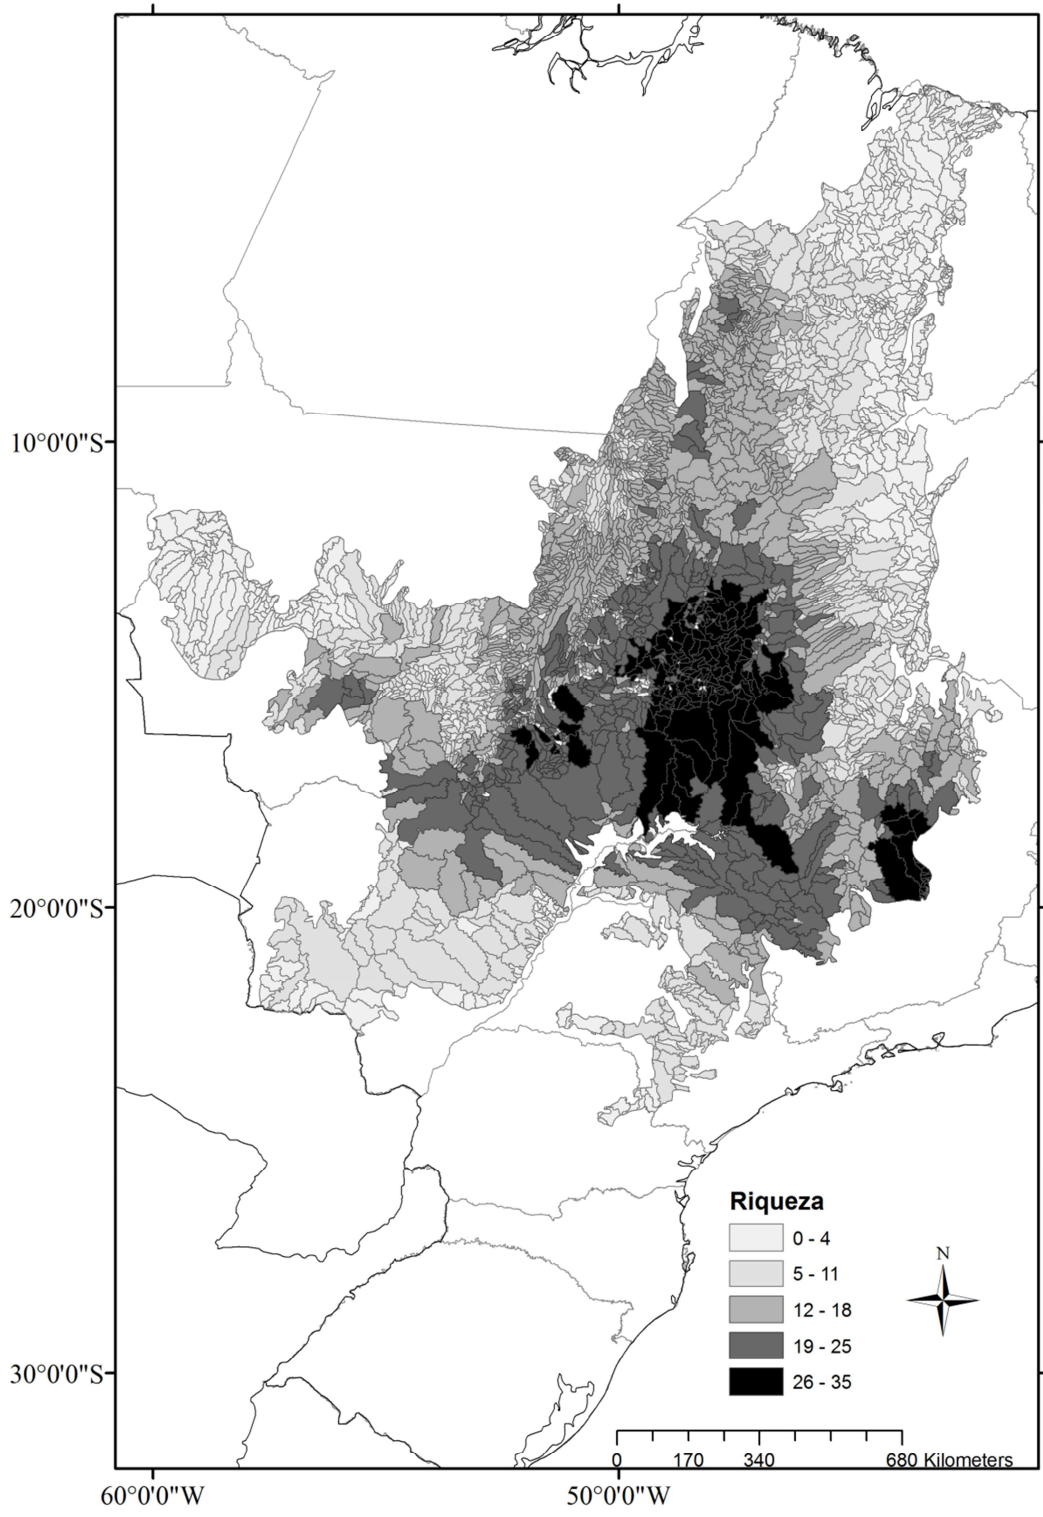 10°0'0"S
20°0'0"S
30°0'0"S
60°0'0"W
50°0'0"W
Riqueza
0 - 4
5 - 11
12 - 18
19 - 25
26 - 35
N
0 170 340 680 Kilometers